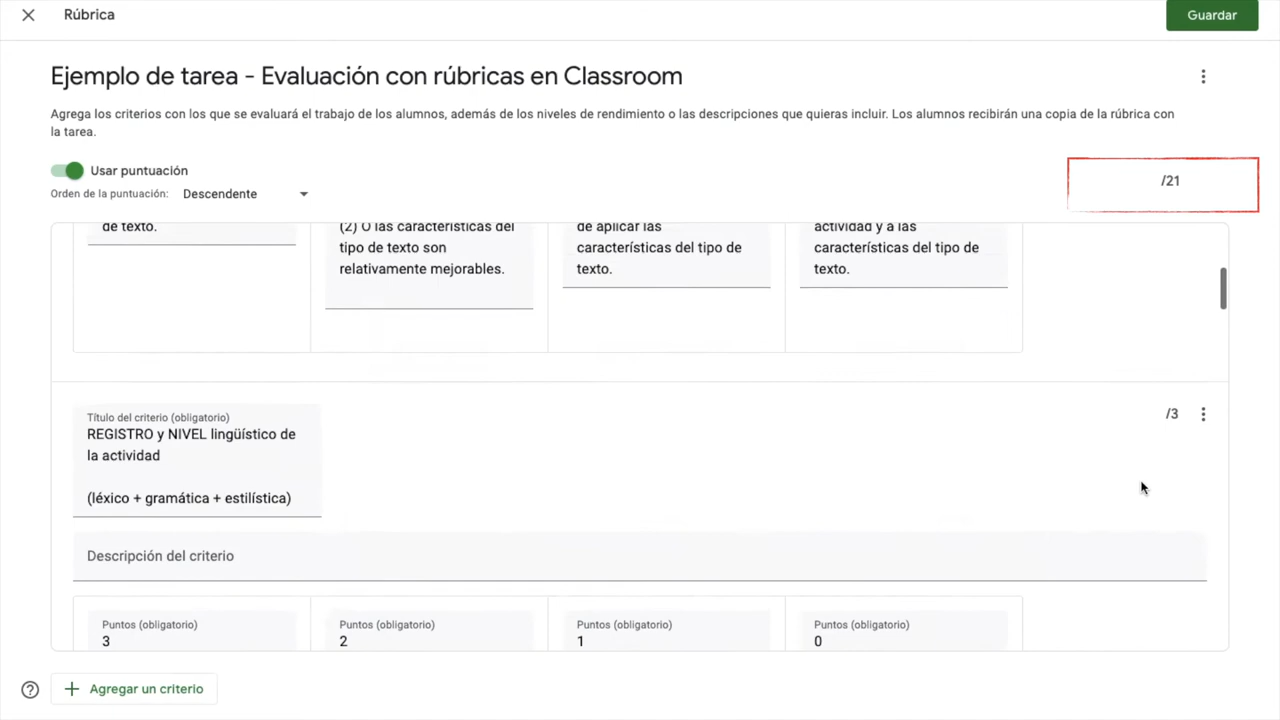 Rúbrica
Guardar
Ejemplo de tarea - Evaluación con rúbricas en Classroom
Agrega los criterios con los que se evaluará el trabajo de los alumnos, además de los niveles de rendimiento o las descripciones que quieras incluir. Los alumnos recibirán una copia de la rúbrica con
la tarea.
Usar puntuación
Orden de la puntuación: Descendente
/21
de texto.
(2) O las características del
tipo de texto son
relativamente mejorables.
de aplicar las
características del tipo de
texto.
actividad y a las
características del tipo de
texto.
Título del criterio (obligatorio)
REGISTRO y NIVEL lingüístico de
la actividad
(léxico + gramática + estilística)
/3
Descripción del criterio
Puntos (obligatorio)
3
Puntos (obligatorio)
2
Puntos (obligatorio)
1
Puntos (obligatorio)
0
Agregar un criterio